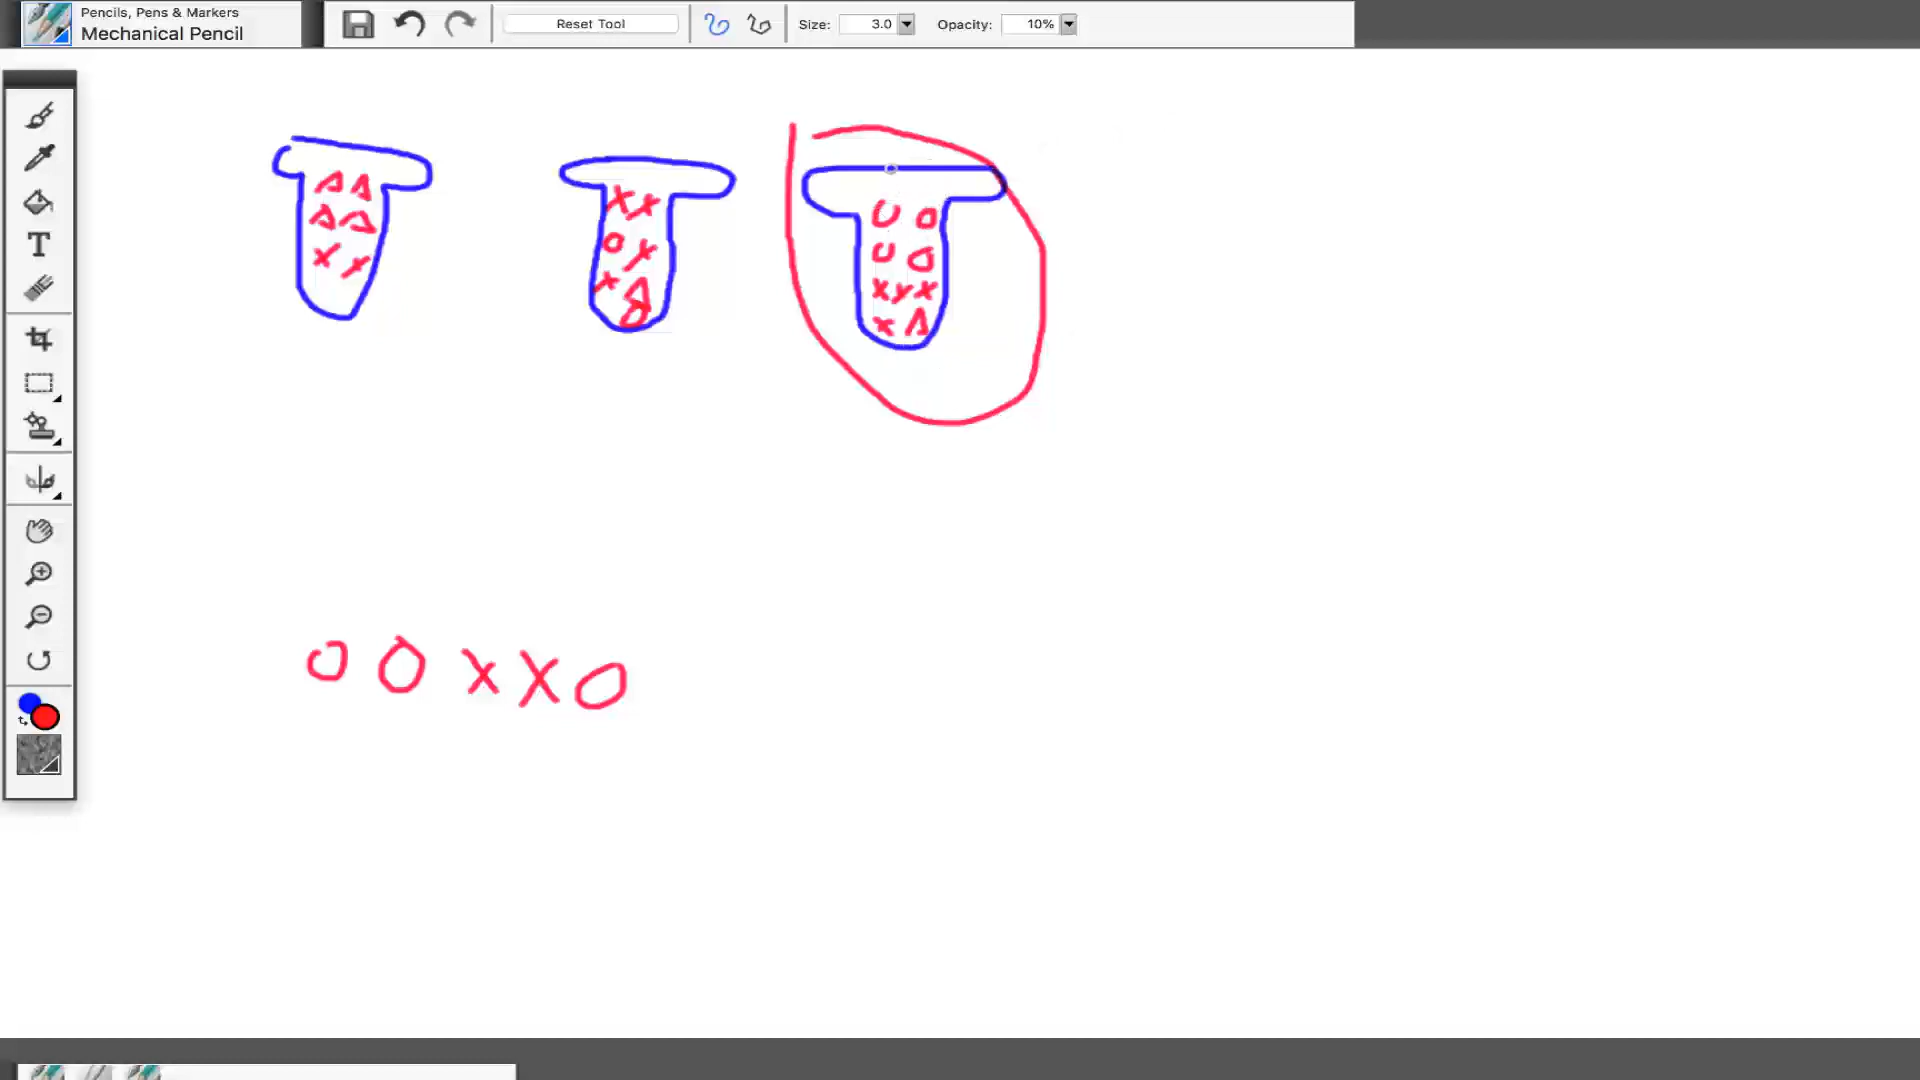 Pencils, Pens & Markers
Mechanical Pencil
Reset Tool
Size: 3.0
Opacity: 10%
T
Δ Δ
Δ Δ
x x
x x
o x
x Δ
o
o o
o o
x x x
x Δ
O O X X O